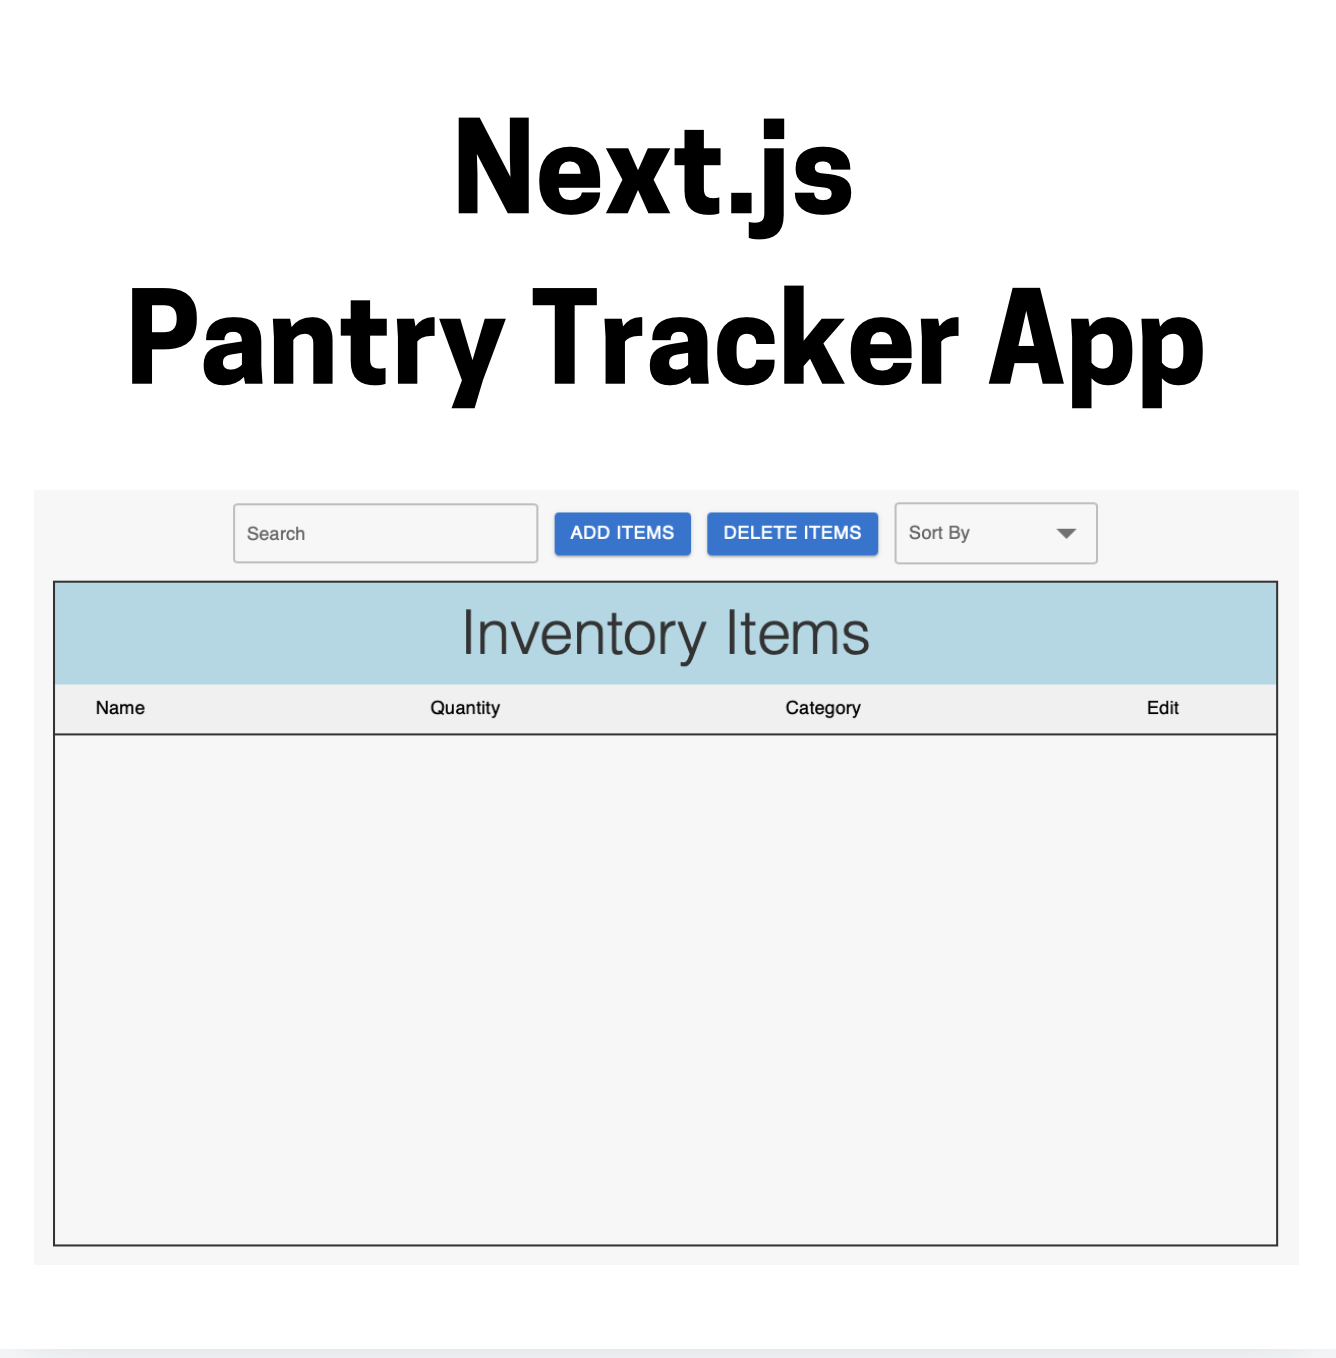 Next.js
Pantry Tracker App
Search ADD ITEMS DELETE ITEMS Sort By
Inventory Items
Name Quantity Category Edit